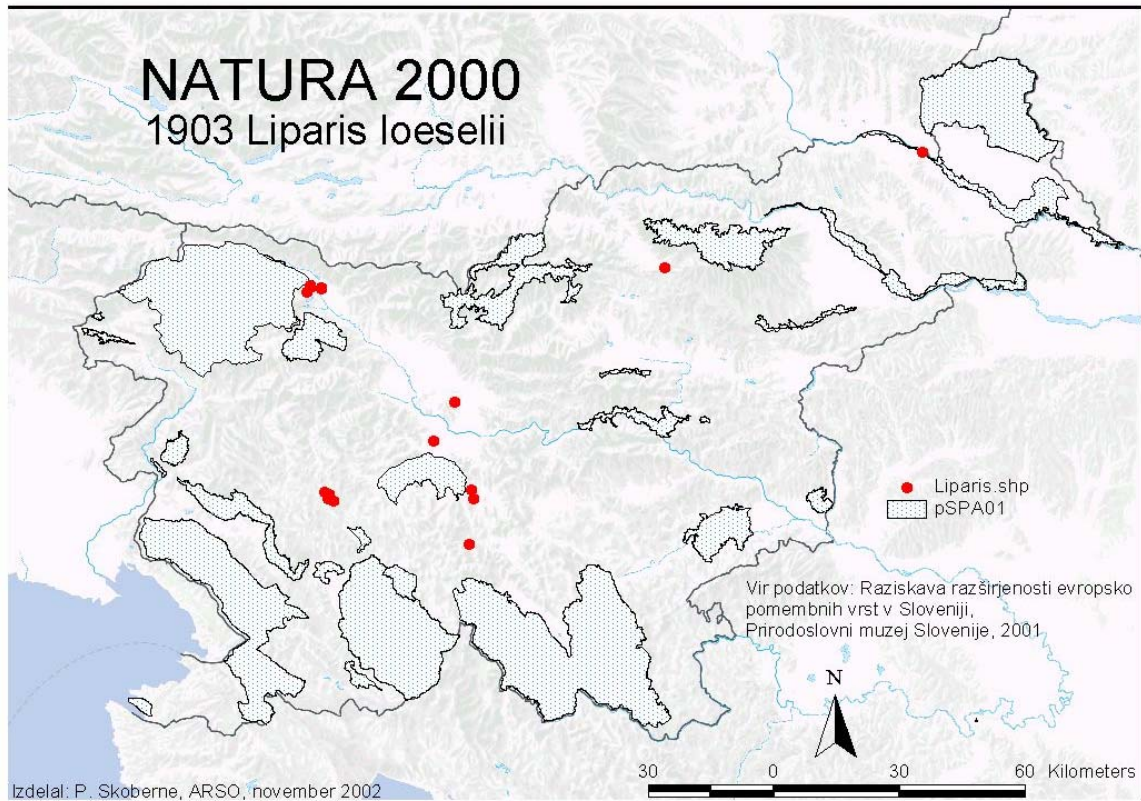 NATURA 2000
1903 Liparis loeselii
Liparis.shp
pSPA01
Vir podatkov: Raziskava razširjenosti evropsko
pomembnih vrst v Sloveniji,
Prirodoslovni muzej Slovenije, 2001
N
30 0 30 60 Kilometers
Izdelal: P. Skoberne, ARSO, november 2002